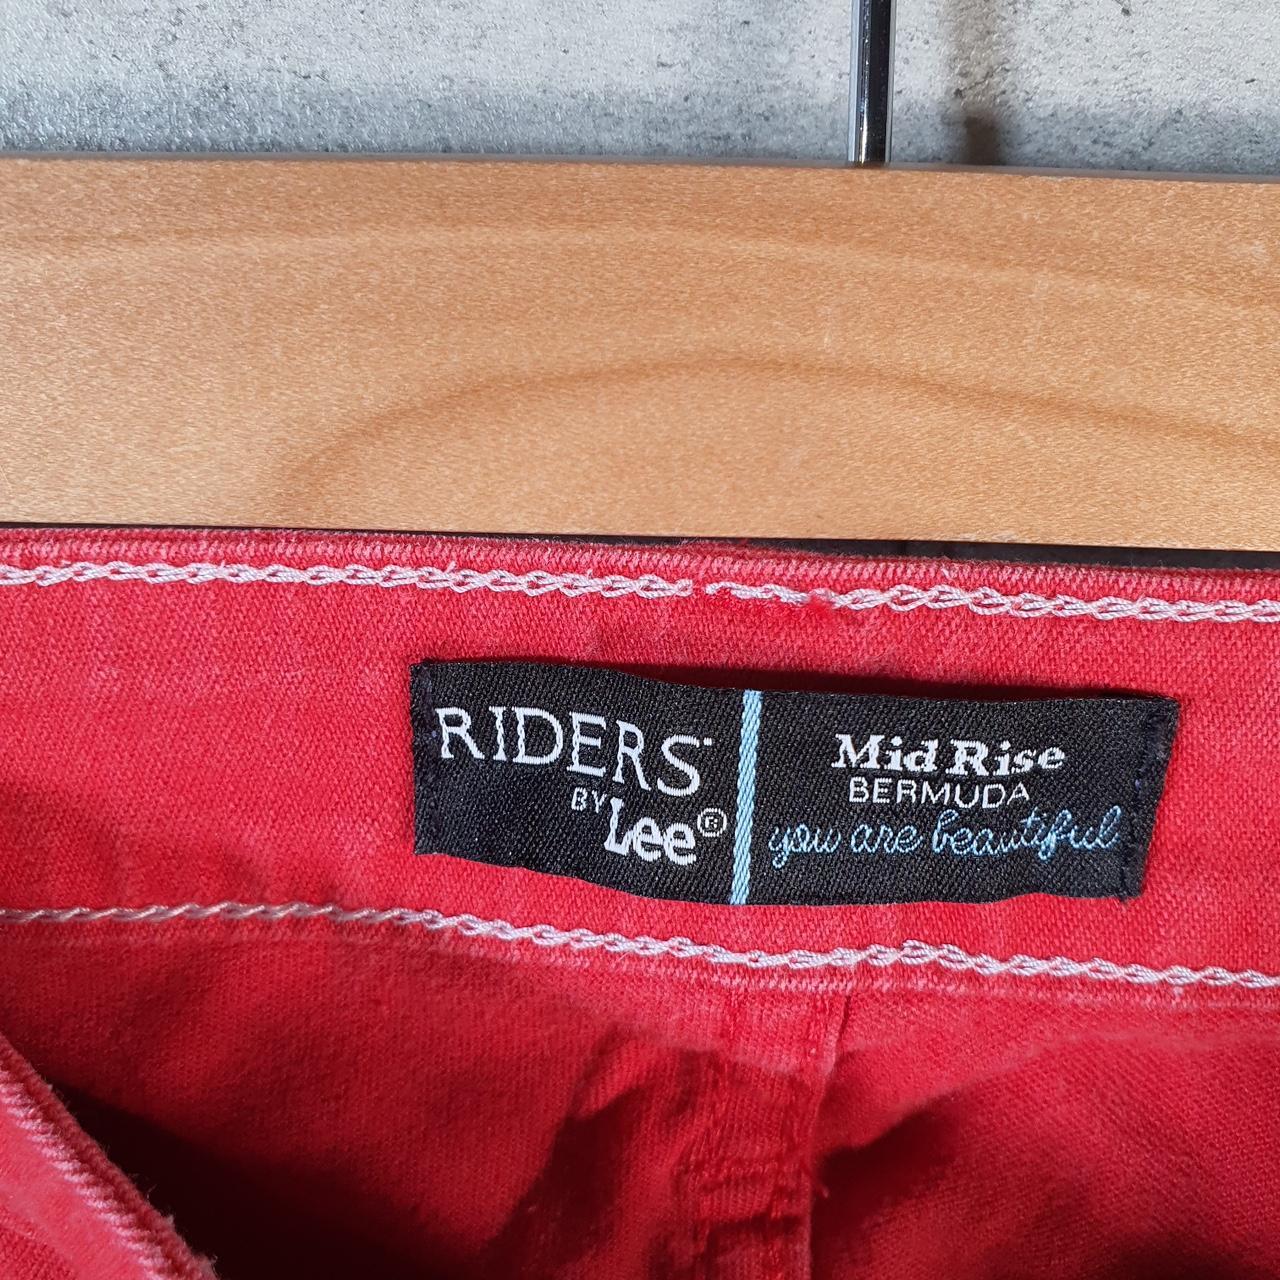 RIDERS
BY Lee®
Mid Rise
BERMUDA
you are beautiful